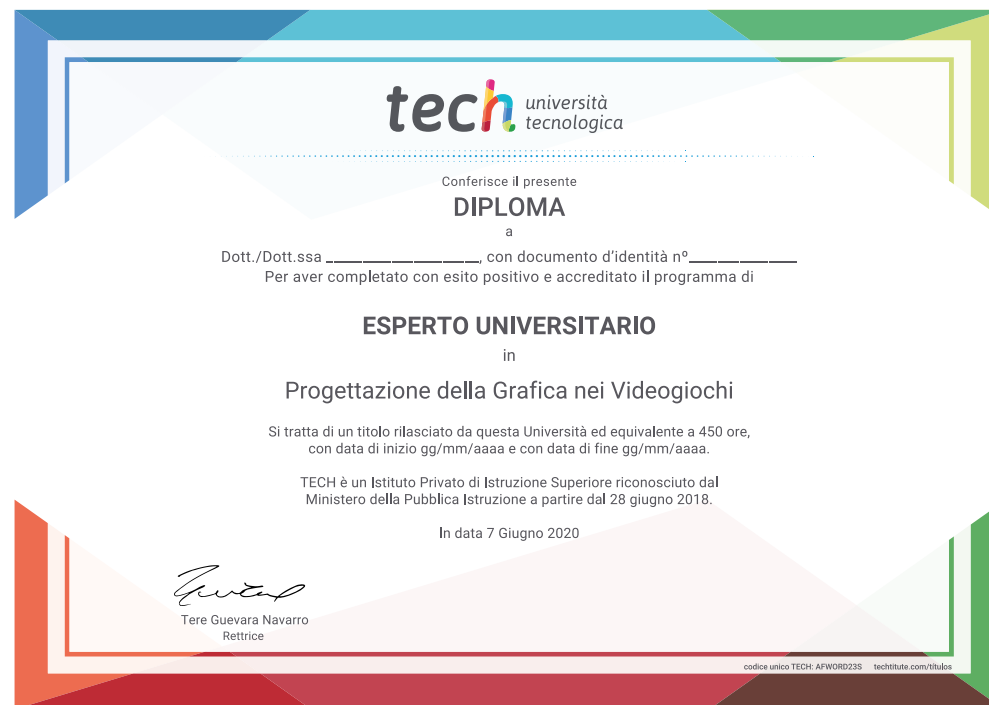 tech università
tecnologica
Conferisce il presente
DIPLOMA
a
Dott./Dott.ssa ____________________, con documento d'identità nº______________
Per aver completato con esito positivo e accreditato il programma di
ESPERTO UNIVERSITARIO
in
Progettazione della Grafica nei Videogiochi
Si tratta di un titolo rilasciato da questa Università ed equivalente a 450 ore,
con data di inizio gg/mm/aaaa e con data di fine gg/mm/aaaa.
TECH è un Istituto Privato di Istruzione Superiore riconosciuto dal
Ministero della Pubblica Istruzione a partire dal 28 giugno 2018.
In data 7 Giugno 2020
Tere Guevara Navarro
Rettrice
codice unico TECH: AFWORD23S techtitute.com/titulos